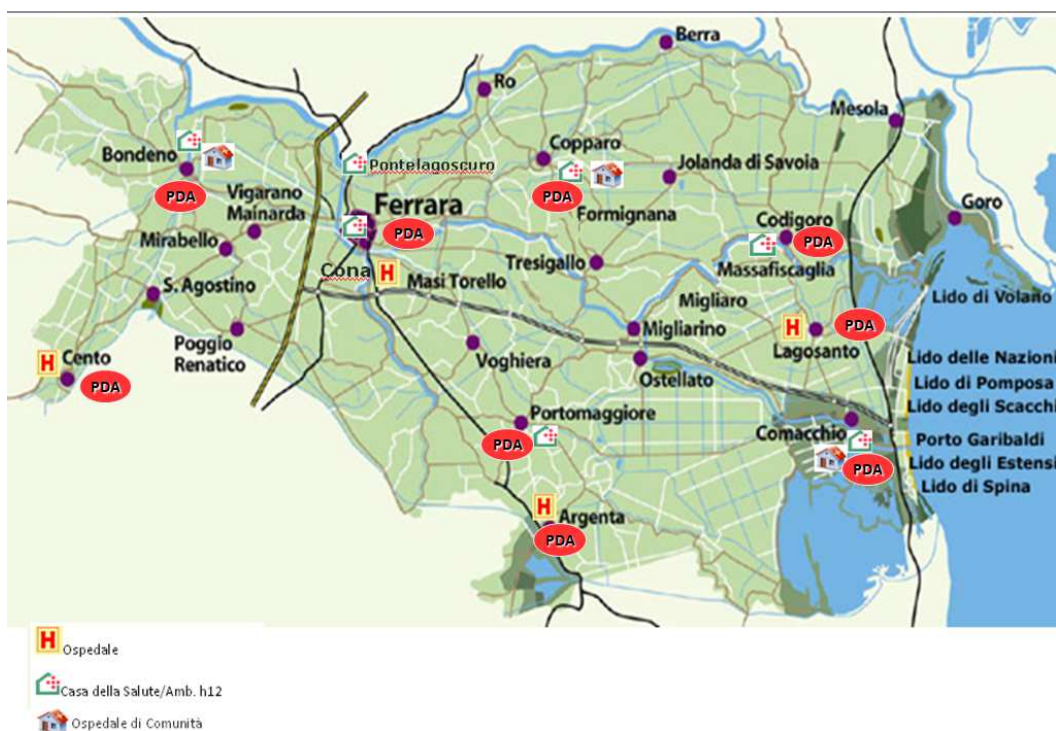 Berra
Ro
Mesola
Bondeno
Pontelagoscuro
Copparo
Jolanda di Savoia
PDA
Vigarano
Mainarda
Ferrara
PDA
PDA
Formignana
Codigoro
PDA
Goro
Mirabello
Cona
H
Masi Torello
Tresigallo
Massafiscaglia
S. Agostino
Migliaro
Lido di Volano
Poggio
Renatico
Migliarino
H
PDA
Lagosanto
H
Cento
PDA
Voghiera
Ostellato
Lido delle Nazioni
Lido di Pomposa
Lido degli Scacchi
Portomaggiore
PDA
Comacchio
PDA
Porto Garibaldi
Lido degli Estensi
Lido di Spina
H
Argenta
PDA
H Ospedale
Casa della Salute/Amb. h12
Ospedale di Comunità